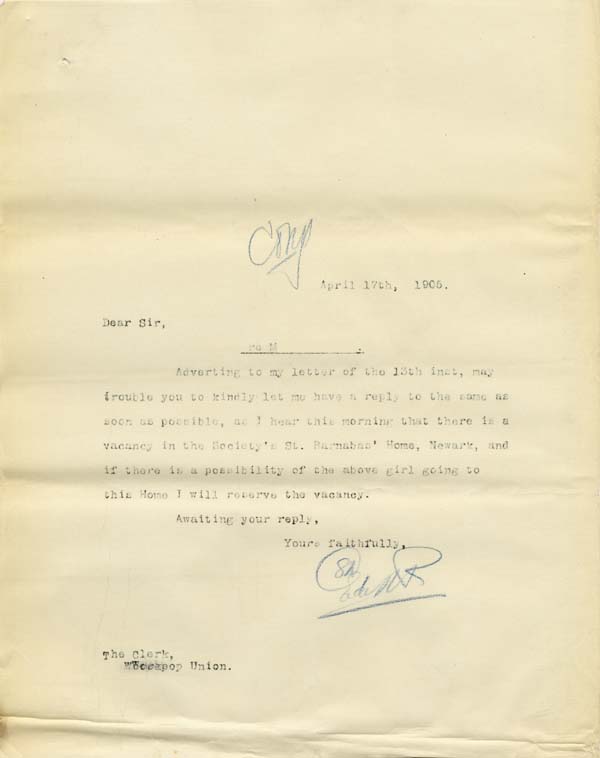 Copy
April 17th, 1905.
Dear Sir,
re M            .
Adverting to my letter of the 13th inst, may
trouble you to kindly let me have a reply to the same as
soon as possible, as I hear this morning that there is a
vacancy in the Society's St. Barnabas' Home, Newark, and
if there is a possibility of the above girl going to
this Home I will reserve the vacancy.
Awaiting your reply,
Yours faithfully,
The Clerk,
Union.